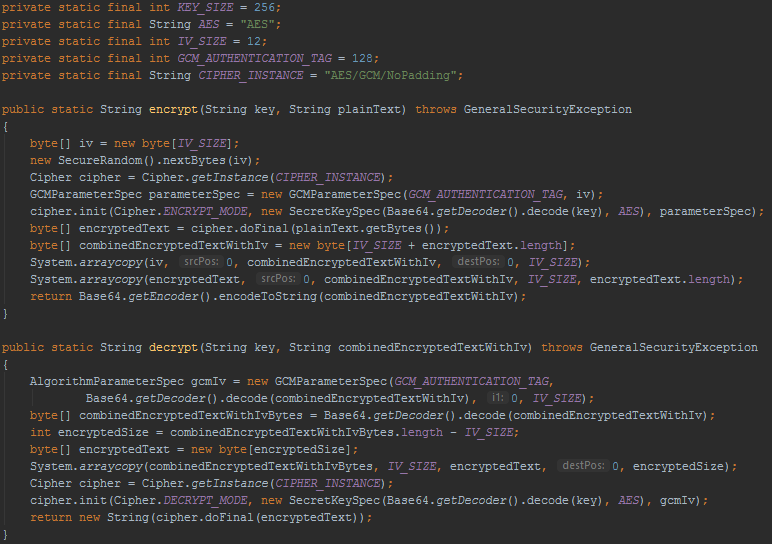 private static final int KEY_SIZE = 256;
private static final String AES = "AES";
private static final int IV_SIZE = 12;
private static final int GCM_AUTHENTICATION_TAG = 128;
private static final String CIPHER_INSTANCE = "AES/GCM/NoPadding";
public static String encrypt(String key, String plainText) throws GeneralSecurityException
{
byte[] iv = new byte[IV_SIZE];
new SecureRandom().nextBytes(iv);
Cipher cipher = Cipher.getInstance(CIPHER_INSTANCE);
GCMParameterSpec parameterSpec = new GCMParameterSpec(GCM_AUTHENTICATION_TAG, iv);
cipher.init(Cipher.ENCRYPT_MODE, new SecretKeySpec(Base64.getDecoder().decode(key), AES), parameterSpec);
byte[] encryptedText = cipher.doFinal(plainText.getBytes());
byte[] combinedEncryptedTextWithIv = new byte[IV_SIZE + encryptedText.length];
System.arraycopy(iv, srcPos: 0, combinedEncryptedTextWithIv, destPos: 0, IV_SIZE);
System.arraycopy(encryptedText, srcPos: 0, combinedEncryptedTextWithIv, IV_SIZE, encryptedText.length);
return Base64.getEncoder().encodeToString(combinedEncryptedTextWithIv);
}
public static String decrypt(String key, String combinedEncryptedTextWithIv) throws GeneralSecurityException
{
AlgorithmParameterSpec gcmIv = new GCMParameterSpec(GCM_AUTHENTICATION_TAG,
Base64.getDecoder().decode(combinedEncryptedTextWithIv), i1: 0, IV_SIZE);
byte[] combinedEncryptedTextWithIvBytes = Base64.getDecoder().decode(combinedEncryptedTextWithIv);
int encryptedSize = combinedEncryptedTextWithIvBytes.length - IV_SIZE;
byte[] encryptedText = new byte[encryptedSize];
System.arraycopy(combinedEncryptedTextWithIvBytes, IV_SIZE, encryptedText, destPos: 0, encryptedSize);
Cipher cipher = Cipher.getInstance(CIPHER_INSTANCE);
cipher.init(Cipher.DECRYPT_MODE, new SecretKeySpec(Base64.getDecoder().decode(key), AES), gcmIv);
return new String(cipher.doFinal(encryptedText));
}